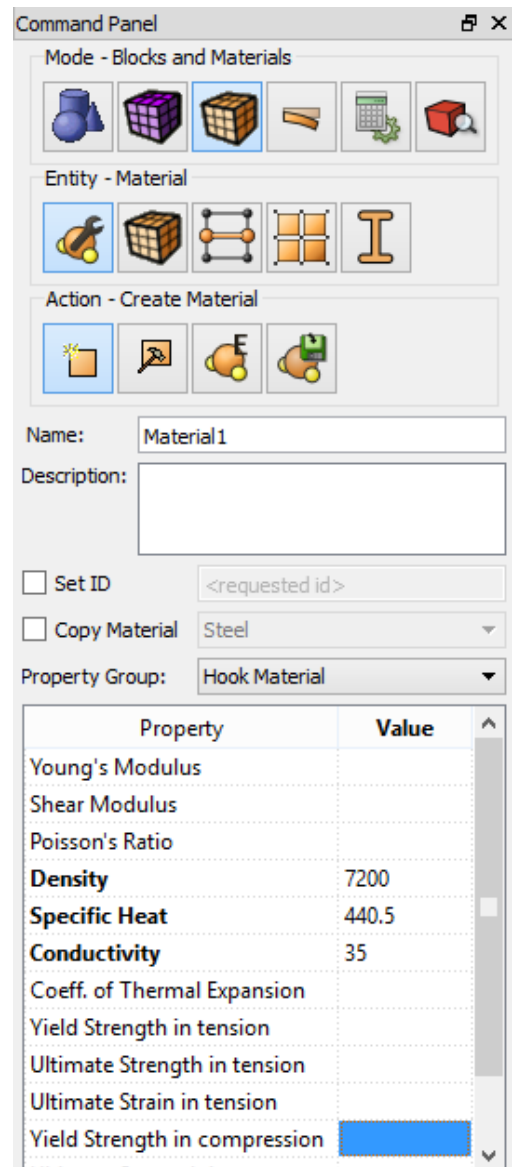 Command Panel
Mode - Blocks and Materials
Entity - Material
Action - Create Material
E
Name: Material1
Description:
Set ID <requested id>
Copy Material Steel
Property Group: Hook Material
Property Value
Young's Modulus
Shear Modulus
Poisson's Ratio
Density 7200
Specific Heat 440.5
Conductivity 35
Coeff. of Thermal Expansion
Yield Strength in tension
Ultimate Strength in tension
Ultimate Strain in tension
Yield Strength in compression